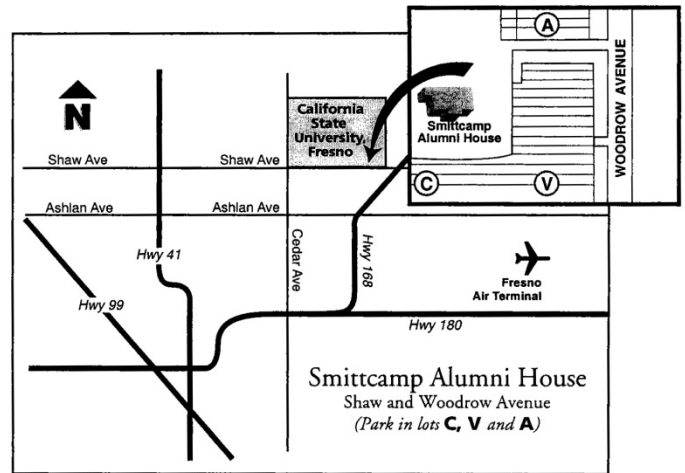 A
WOODROW AVENUE
Smittcamp
Alumni House
C
V
N
California
State
University,
Fresno
Shaw Ave
Shaw Ave
Ashlan Ave
Ashlan Ave
Hwy 41
Cedar Ave
Hwy 168
Fresno
Air Terminal
Hwy 99
Hwy 180
Smittcamp Alumni House
Shaw and Woodrow Avenue
(Park in lots C, V and A)